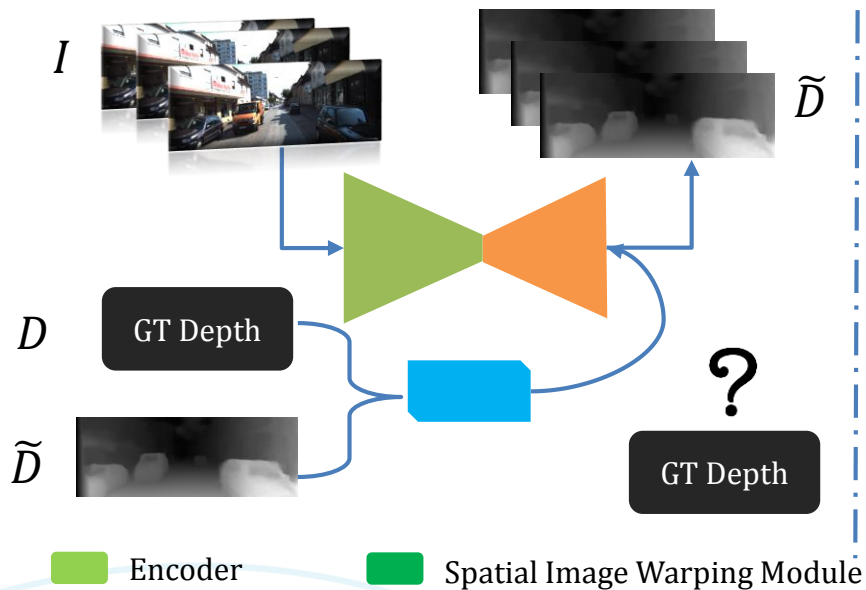 I
D̃
D
GT Depth
?
D̃
GT Depth
Encoder
Spatial Image Warping Module